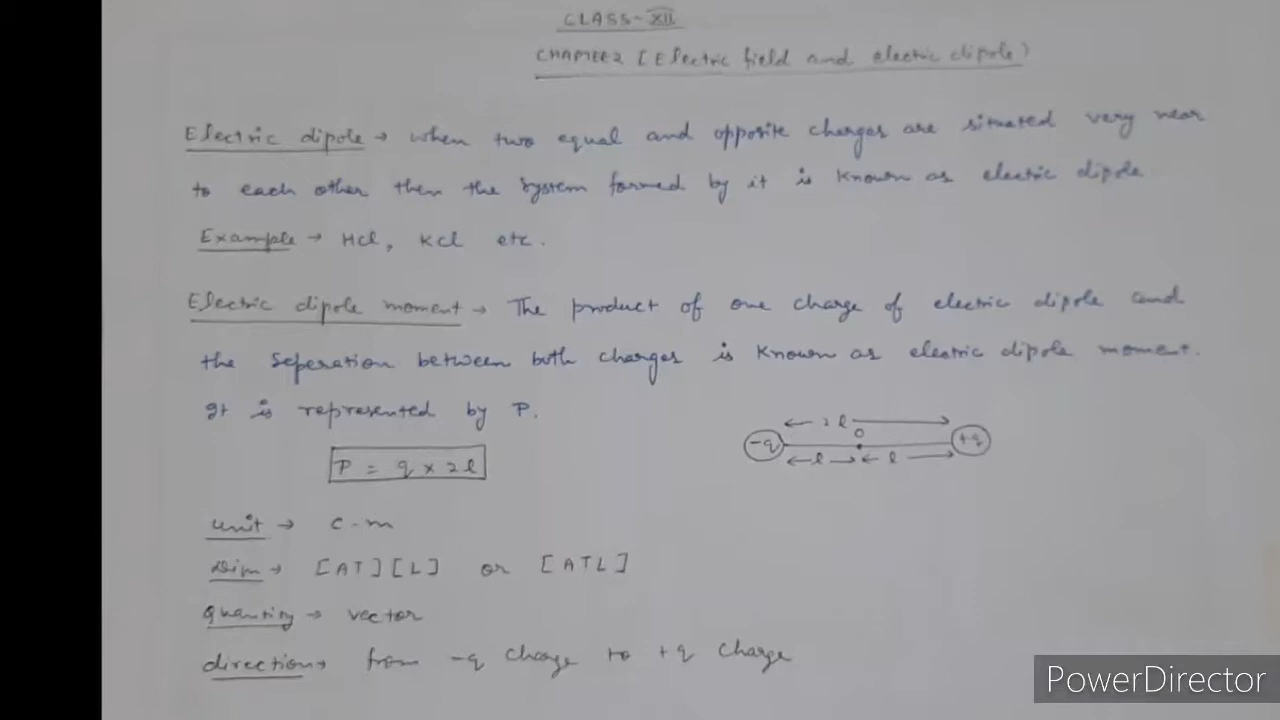 CLASS-XII
CHAPTER 2 [Electric field and electric dipole)
Electric dipole → when two equal and opposite charges are situated very near
to each other then the system formed by it is known as electric dipole
Example → HCl, KCl etc.
Electric dipole moment → The product of one charge of electric dipole and
the seperation between both charges is known as electric dipole moment.
It is represented by P.
← 2l →
-q O +q
← l → ← l →
P = q × 2l
unit → C-m
Dim → [AT][L] or [ATL]
Quantity → vector
direction → from -q charge to +q charge
PowerDirector